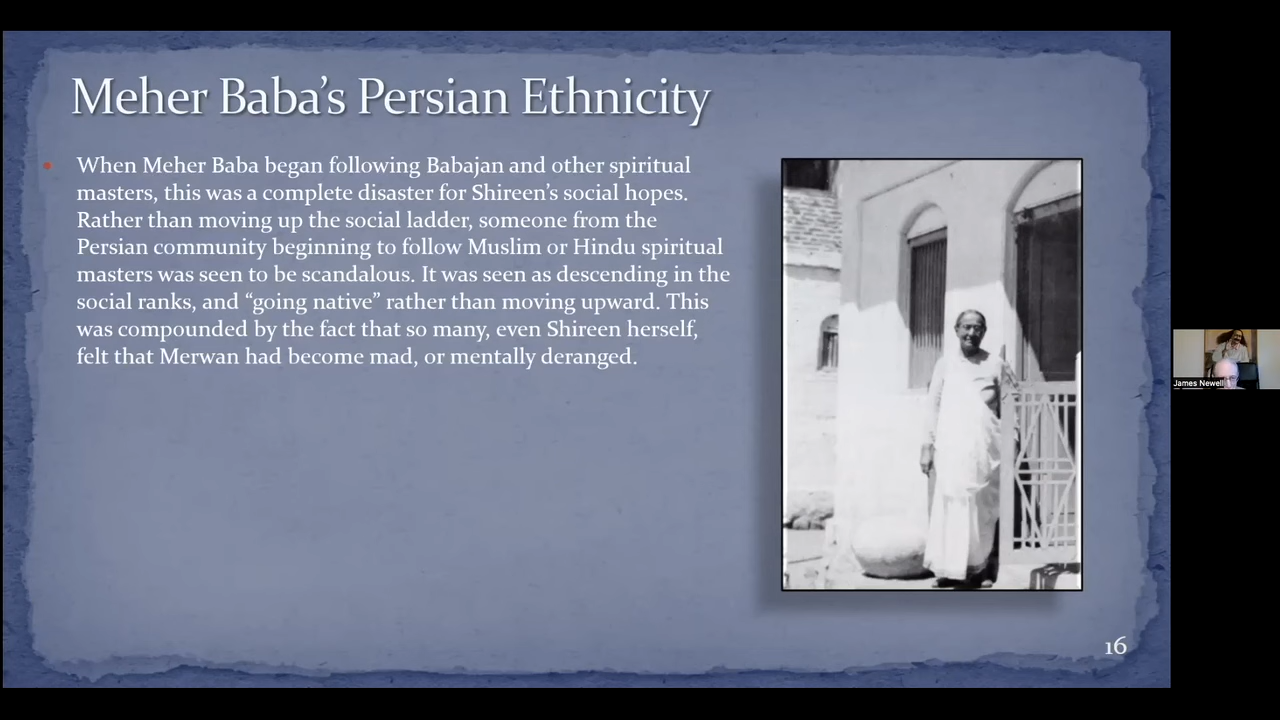 Meher Baba’s Persian Ethnicity
When Meher Baba began following Babajan and other spiritual
masters, this was a complete disaster for Shireen’s social hopes.
Rather than moving up the social ladder, someone from the
Persian community beginning to follow Muslim or Hindu spiritual
masters was seen to be scandalous. It was seen as descending in the
social ranks, and “going native” rather than moving upward. This
was compounded by the fact that so many, even Shireen herself,
felt that Merwan had become mad, or mentally deranged.
James Newell
16